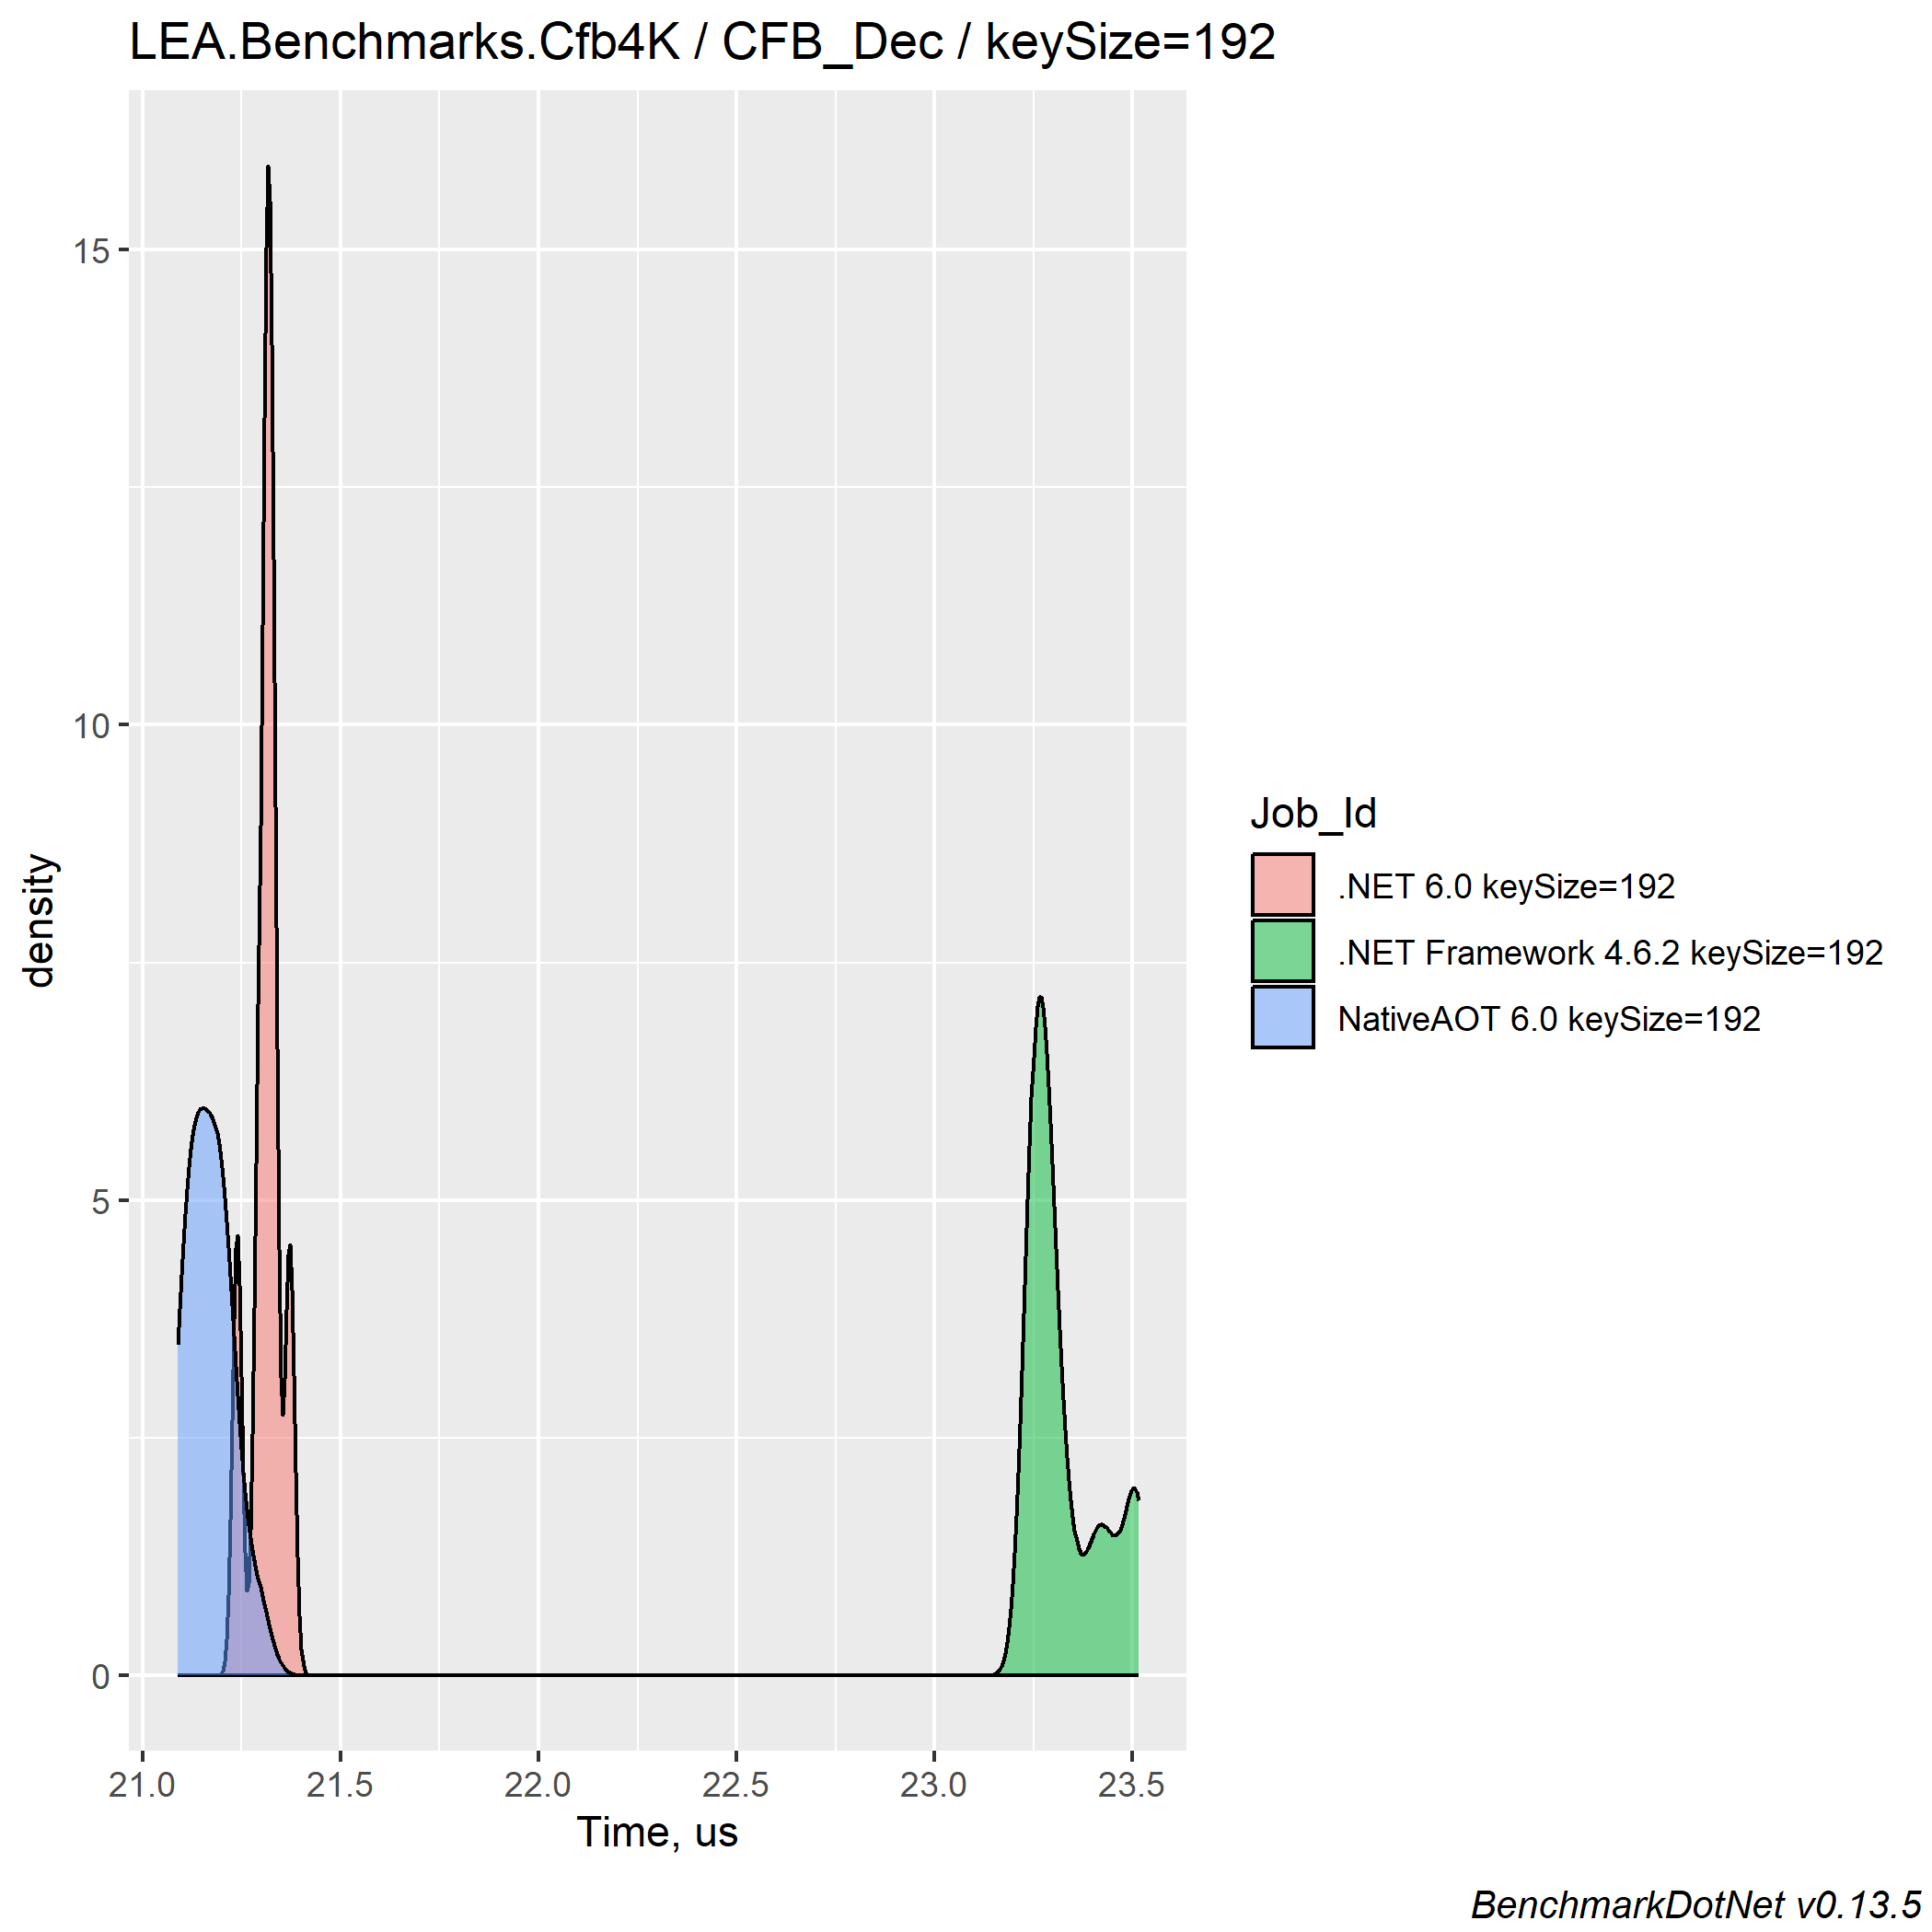 LEA.Benchmarks.Cfb4K / CFB_Dec / keySize=192
15
10
5
0
density
21.0 21.5 22.0 22.5 23.0 23.5
Time, us
Job_Id
.NET 6.0 keySize=192
.NET Framework 4.6.2 keySize=192
NativeAOT 6.0 keySize=192
BenchmarkDotNet v0.13.5